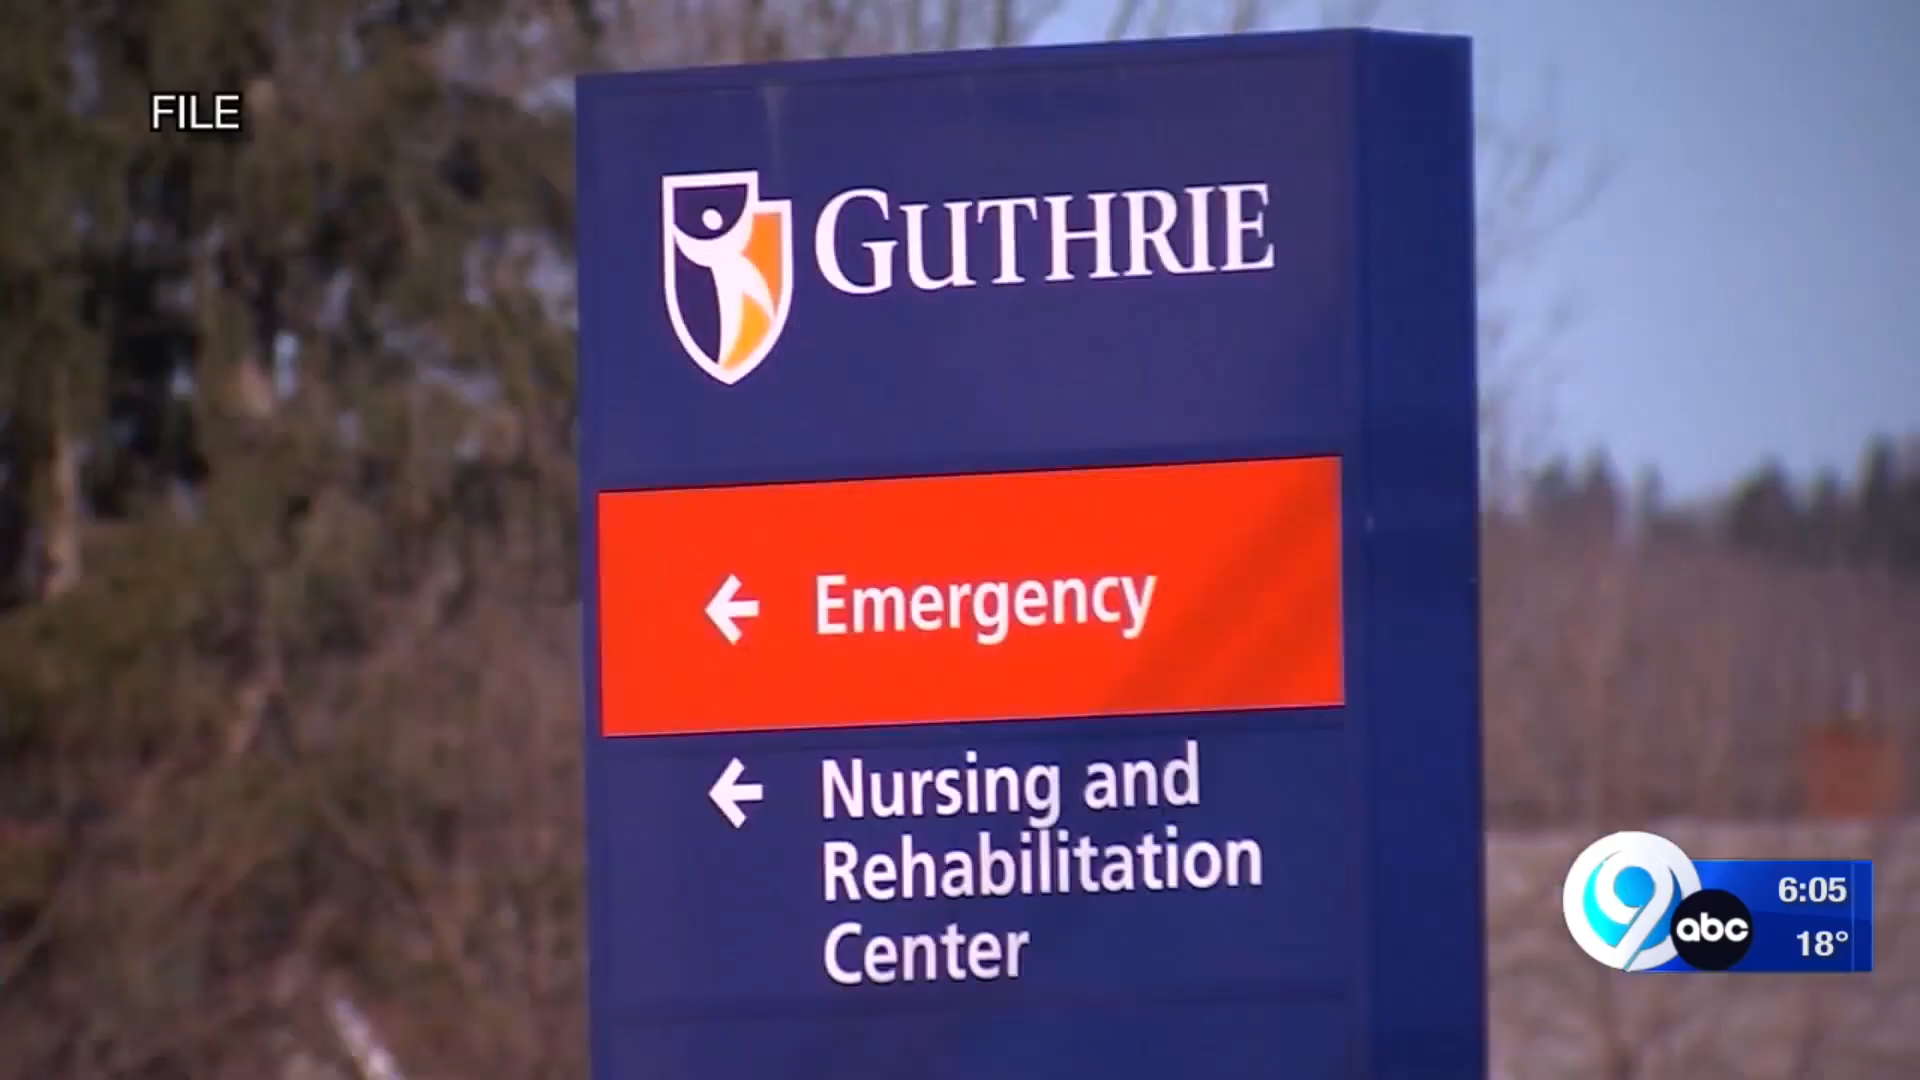 FILE
GUTHRIE
← Emergency
← Nursing and
Rehabilitation
Center
9
abc
6:05
18°